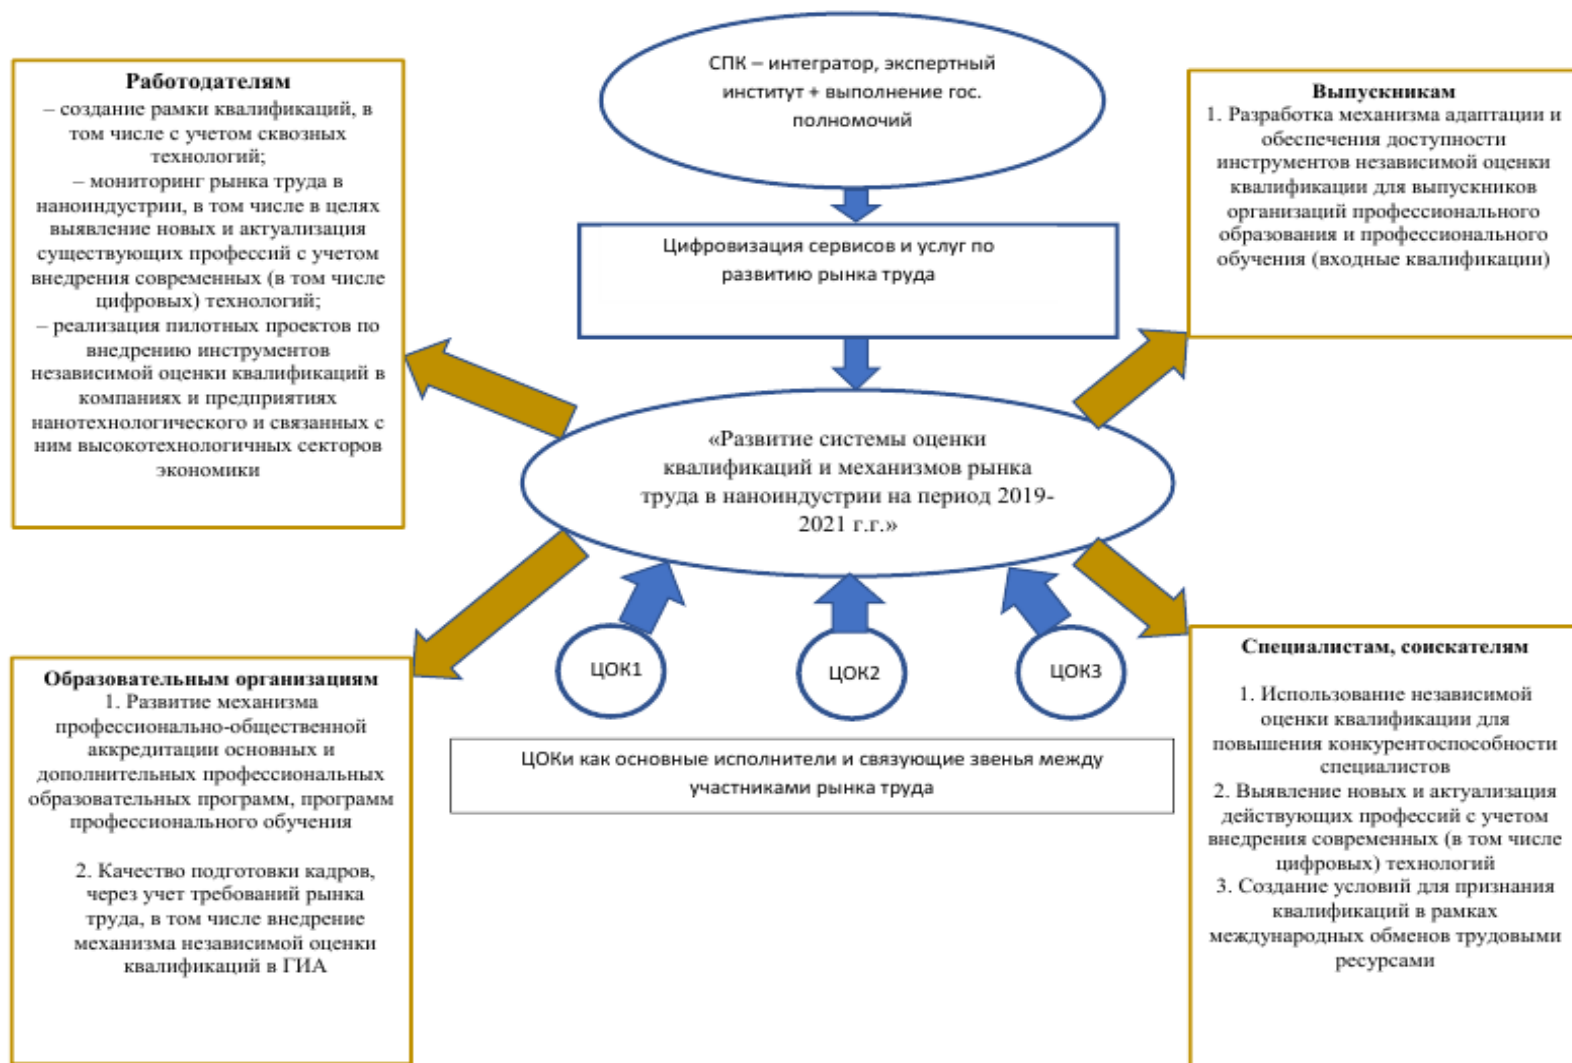 Работодателям
– создание рамки квалификаций, в
том числе с учетом сквозных
технологий;
– мониторинг рынка труда в
наноиндустрии, в том числе в целях
выявление новых и актуализация
существующих профессий с учетом
внедрения современных (в том числе
цифровых) технологий;
– реализация пилотных проектов по
внедрению инструментов
независимой оценки квалификаций в
компаниях и предприятиях
нанотехнологического и связанных с
ним высокотехнологичных секторов
экономики
СПК – интегратор, экспертный
институт + выполнение гос.
полномочий
Цифровизация сервисов и услуг по
развитию рынка труда
Выпускникам
1. Разработка механизма адаптации и
обеспечения доступности
инструментов независимой оценки
квалификации для выпускников
организаций профессионального
образования и профессионального
обучения (входные квалификации)
«Развитие системы оценки
квалификаций и механизмов рынка
труда в наноиндустрии на период 2019-
2021 г.г.»
Образовательным организациям
1. Развитие механизма
профессионально-общественной
аккредитации основных и
дополнительных профессиональных
образовательных программ, программ
профессионального обучения
2. Качество подготовки кадров,
через учет требований рынка
труда, в том числе внедрение
механизма независимой оценки
квалификаций в ГИА
ЦОК1
ЦОК2
ЦОК3
ЦОКи как основные исполнители и связующие звенья между
участниками рынка труда
Специалистам, соискателям
1. Использование независимой
оценки квалификации для
повышения конкурентоспособности
специалистов
2. Выявление новых и актуализация
действующих профессий с учетом
внедрения современных (в том числе
цифровых) технологий
3. Создание условий для признания
квалификаций в рамках
международных обменов трудовыми
ресурсами